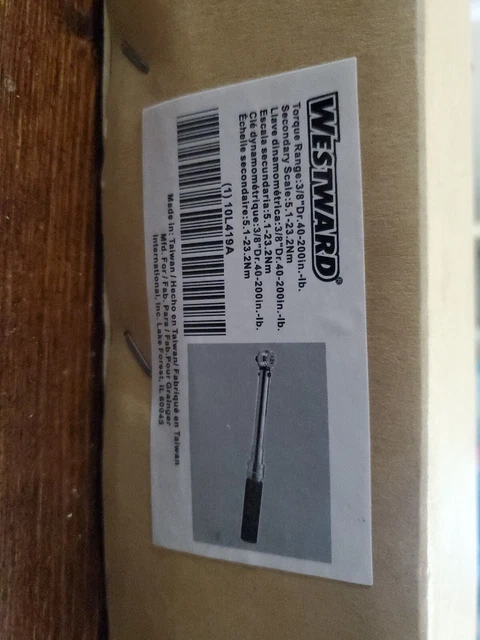 WESTWARD®
Torque Range:3/8"Dr.40-200in.-lb.
Secondary Scale:5.1-23.2Nm
Llave dinamométrica:3/8"Dr.40-200in.-lb.
Escala secundaria:5.1-23.2Nm
Clé dynamométrique:3/8"Dr.40-200in.-lb.
Échelle secondaire:5.1-23.2Nm
(1) 10L419A
Made in: Taiwan / Hecho en Taiwan/ Fabriqué en Taiwan
Mfd. For / Fab. Para / Fab.Pour Grainger
International, Inc. Lake Forest, IL 60045